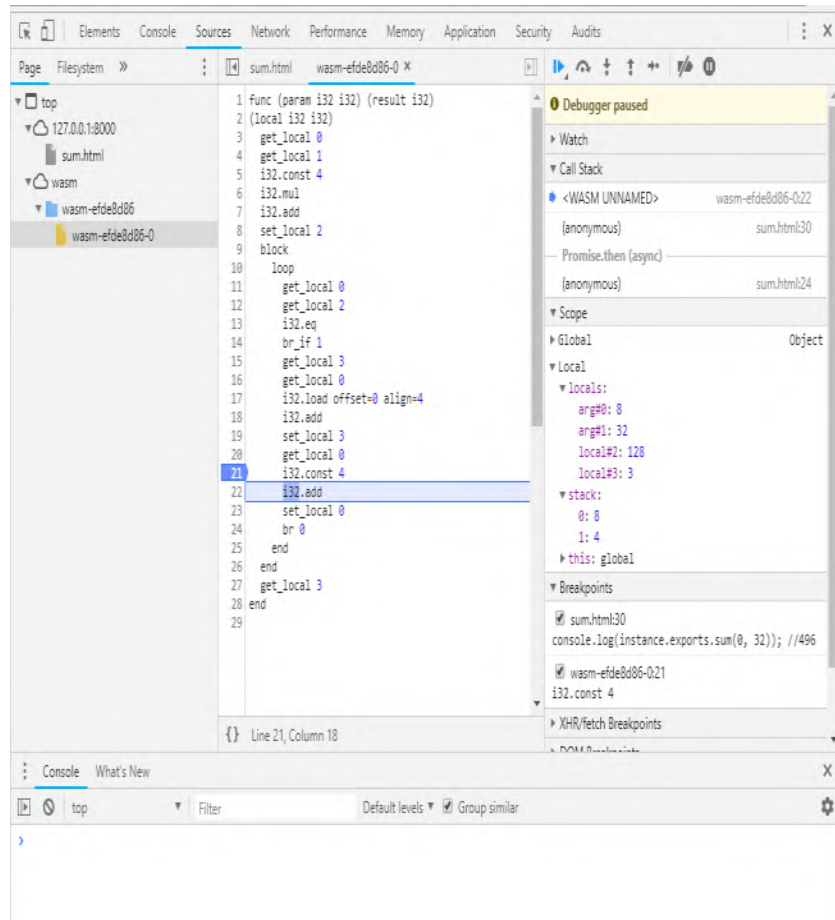 Elements Console Sources Network Performance Memory Application Security Audits
Page Filesystem »
sum.html wasm-efde8d86-0 ×
top
127.0.0.1:8000
sum.html
wasm
wasm-efde8d86
wasm-efde8d86-0
1 func (param i32 i32) (result i32)
2 (local i32 i32)
3 get_local 0
4 get_local 1
5 i32.const 4
6 i32.mul
7 i32.add
8 set_local 2
9 block
10 loop
11 get_local 0
12 get_local 2
13 i32.eq
14 br_if 1
15 get_local 3
16 get_local 0
17 i32.load offset=0 align=4
18 i32.add
19 set_local 3
20 get_local 0
21 i32.const 4
22 i32.add
23 set_local 0
24 br 0
25 end
26 end
27 get_local 3
28 end
29
{} Line 21, Column 18
Debugger paused
Watch
Call Stack
<WASM UNNAMED> wasm-efde8d86-0:22
(anonymous) sum.html:30
Promise.then (async)
(anonymous) sum.html:24
Scope
Global Object
Local
locals:
arg#0: 8
arg#1: 32
local#2: 128
local#3: 3
stack:
0: 8
1: 4
this: global
Breakpoints
sum.html:30
console.log(instance.exports.sum(0, 32)); //496
wasm-efde8d86-0:21
i32.const 4
XHR/fetch Breakpoints
DOM Breakpoints
Console What's New
top Filter Default levels Group similar